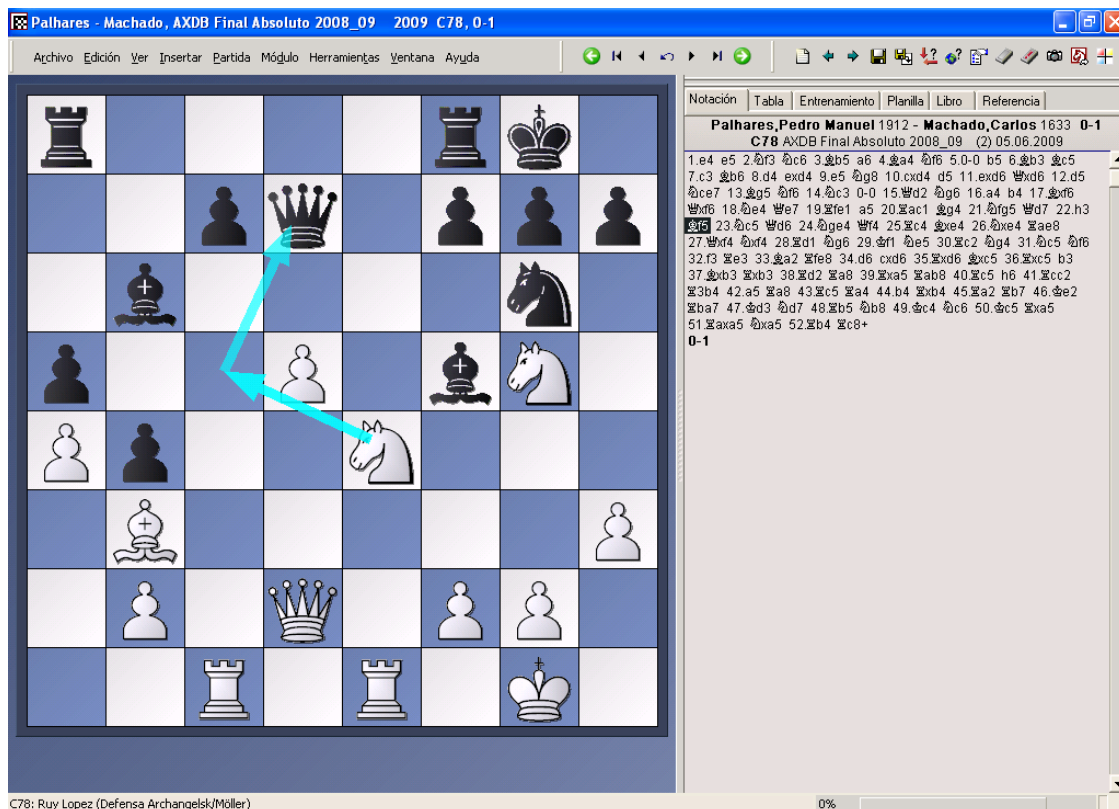 Palhares - Machado, AXDB Final Absoluto 2008_09 2009 C78, 0-1
Archivo Edición Ver Insertar Partida Módulo Herramientas Ventana Ayuda
Notación Tabla Entrenamiento Planilla Libro Referencia
Palhares,Pedro Manuel 1912 - Machado,Carlos 1633 0-1
C78 AXDB Final Absoluto 2008_09 (2) 05.06.2009
1.e4 e5 2.♘f3 ♘c6 3.♗b5 a6 4.♗a4 ♘f6 5.0-0 b5 6.♗b3 ♗c5
7.c3 ♗b6 8.d4 exd4 9.e5 ♘g8 10.cxd4 d5 11.exd6 ♕xd6 12.d5
♘ce7 13.♗g5 ♘f6 14.♘c3 0-0 15.♕d2 ♘g6 16.a4 b4 17.♗xf6
♕xf6 18.♘e4 ♕e7 19.♖fe1 a5 20.♖ac1 ♗g4 21.♘fg5 ♕d7 22.h3
♗f5 23.♘c5 ♕d6 24.♘ge4 ♕f4 25.♖c4 ♗xe4 26.♘xe4 ♖ae8
27.♕xf4 ♘xf4 28.♖d1 ♘g6 29.♔f1 ♘e5 30.♖c2 ♘g4 31.♘c5 ♘f6
32.f3 ♖e3 33.♗a2 ♖fe8 34.d6 cxd6 35.♖xd6 ♗xc5 36.♖xc5 b3
37.♗xb3 ♖xb3 38.♖d2 ♖a8 39.♖xa5 ♖ab8 40.♖c5 h6 41.♖cc2
♖3b4 42.a5 ♖a8 43.♖c5 ♖a4 44.b4 ♖xb4 45.♖a2 ♖b7 46.♔e2
♖ba7 47.♔d3 ♘d7 48.♖b5 ♘b8 49.♔c4 ♘c6 50.♔c5 ♖xa5
51.♖axa5 ♘xa5 52.♖b4 ♖c8+
0-1
C78: Ruy Lopez (Defensa Archangelsk/Möller)
0%